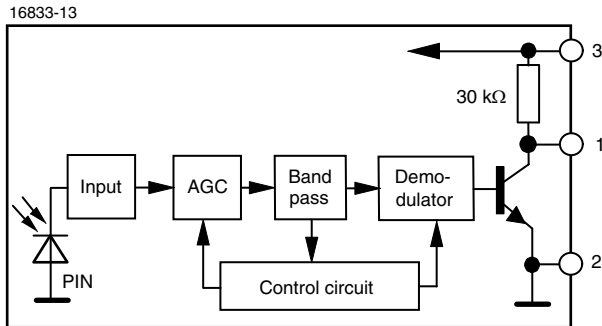 16833-13
3
30 kΩ
1
Input
AGC
Band
pass
Demo-
dulator
2
PIN
Control circuit